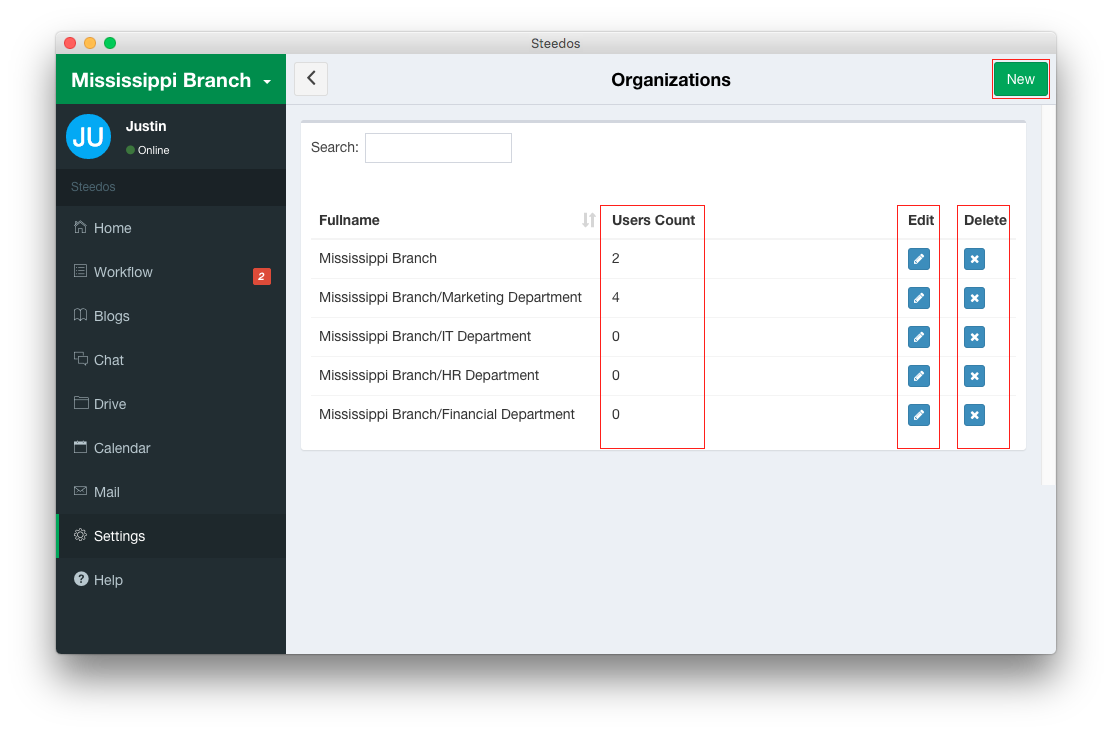 Steedos
Mississippi Branch
Organizations
New
JU
Justin
Online
Steedos
Home
Workflow
2
Blogs
Chat
Drive
Calendar
Mail
Settings
Help
Search:
Fullname Users Count Edit Delete
Mississippi Branch 2
Mississippi Branch/Marketing Department 4
Mississippi Branch/IT Department 0
Mississippi Branch/HR Department 0
Mississippi Branch/Financial Department 0